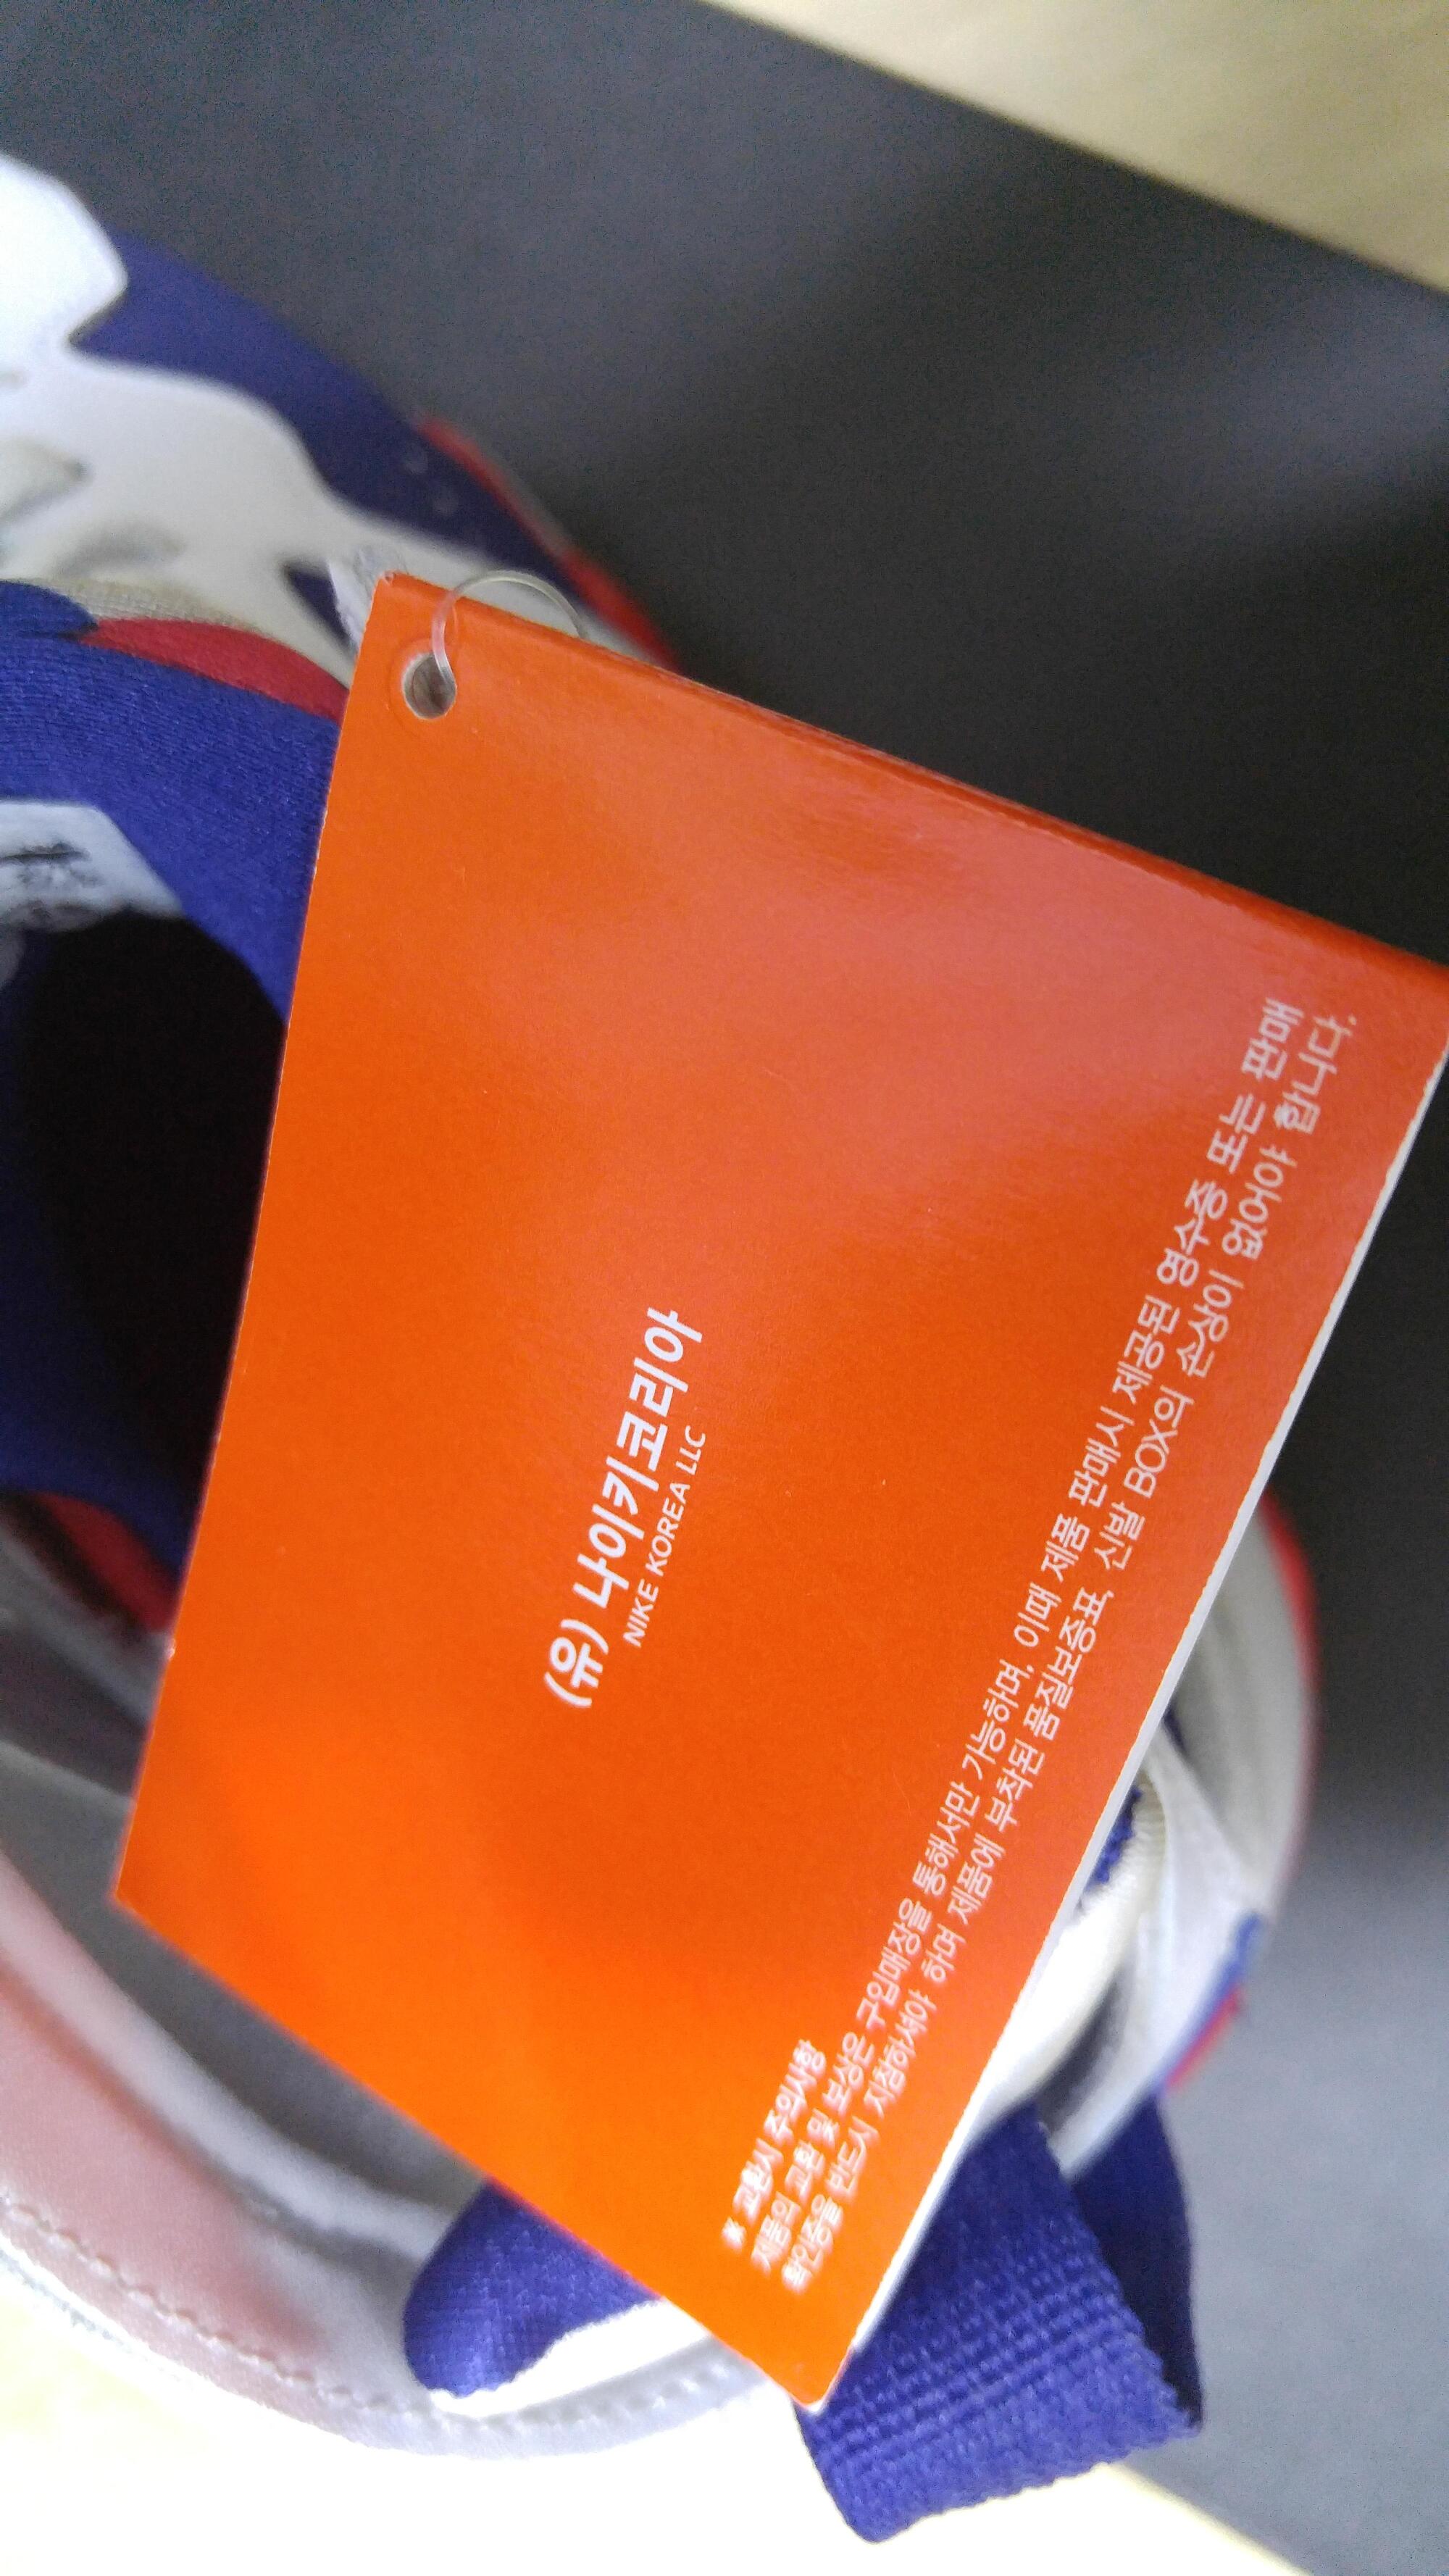 (유) 나이키코리아
NIKE KOREA LLC
※ 교환시 주의사항
제품의 교환 및 보상은 구입매장을 통해서만 가능하며, 이때 제품 판매시 제공된 영수증 또는 판매
확인증을 반드시 지참하셔야 하며 제품에 부착된 품질보증표, 신발 BOX의 손상이 없어야 합니다.